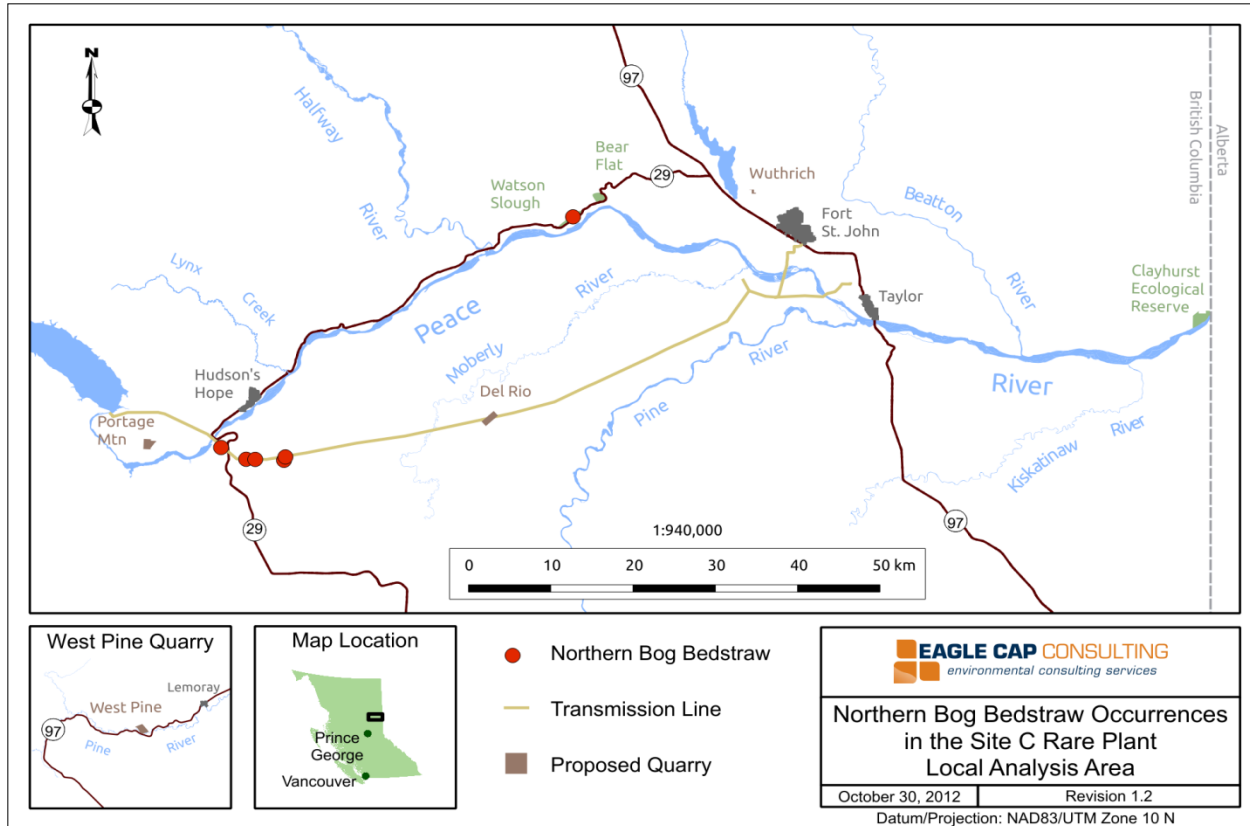 N
97
Halfway
River
Bear
Flat
29
Wuthrich
Watson
Slough
Fort
St. John
Beatton
River
British Columbia
Alberta
Lynx
Creek
River
Peace
Moberly
Taylor
Clayhurst
Ecological
Reserve
River
River
Hudson's
Hope
Del Rio
Pine
Portage
Mtn
Kiskatinaw
River
29
97
1:940,000
0 10 20 30 40 50 km
West Pine Quarry
Lemoray
West Pine
97
Pine
River
Map Location
Prince
George
Vancouver
Northern Bog Bedstraw
Transmission Line
Proposed Quarry
EAGLE CAP CONSULTING
environmental consulting services
Northern Bog Bedstraw Occurrences
in the Site C Rare Plant
Local Analysis Area
October 30, 2012 Revision 1.2
Datum/Projection: NAD83/UTM Zone 10 N